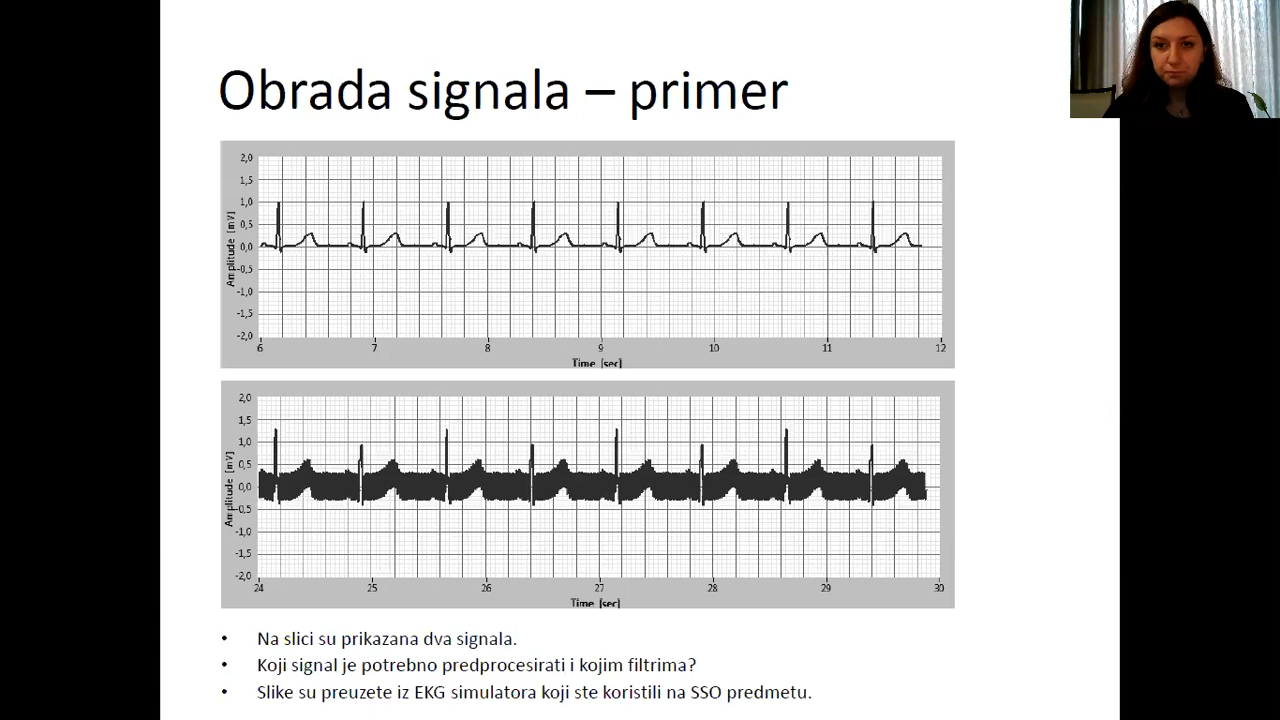 Obrada signala – primer
2,0
1,5
1,0
0,5
0,0
-0,5
-1,0
-1,5
-2,0
Amplitude [mV]
6 7 8 9 10 11 12
Time [sec]
2,0
1,5
1,0
0,5
0,0
-0,5
-1,0
-1,5
-2,0
Amplitude [mV]
24 25 26 27 28 29 30
Time [sec]
• Na slici su prikazana dva signala.
• Koji signal je potrebno predprocesirati i kojim filtrima?
• Slike su preuzete iz EKG simulatora koji ste koristili na SSO predmetu.